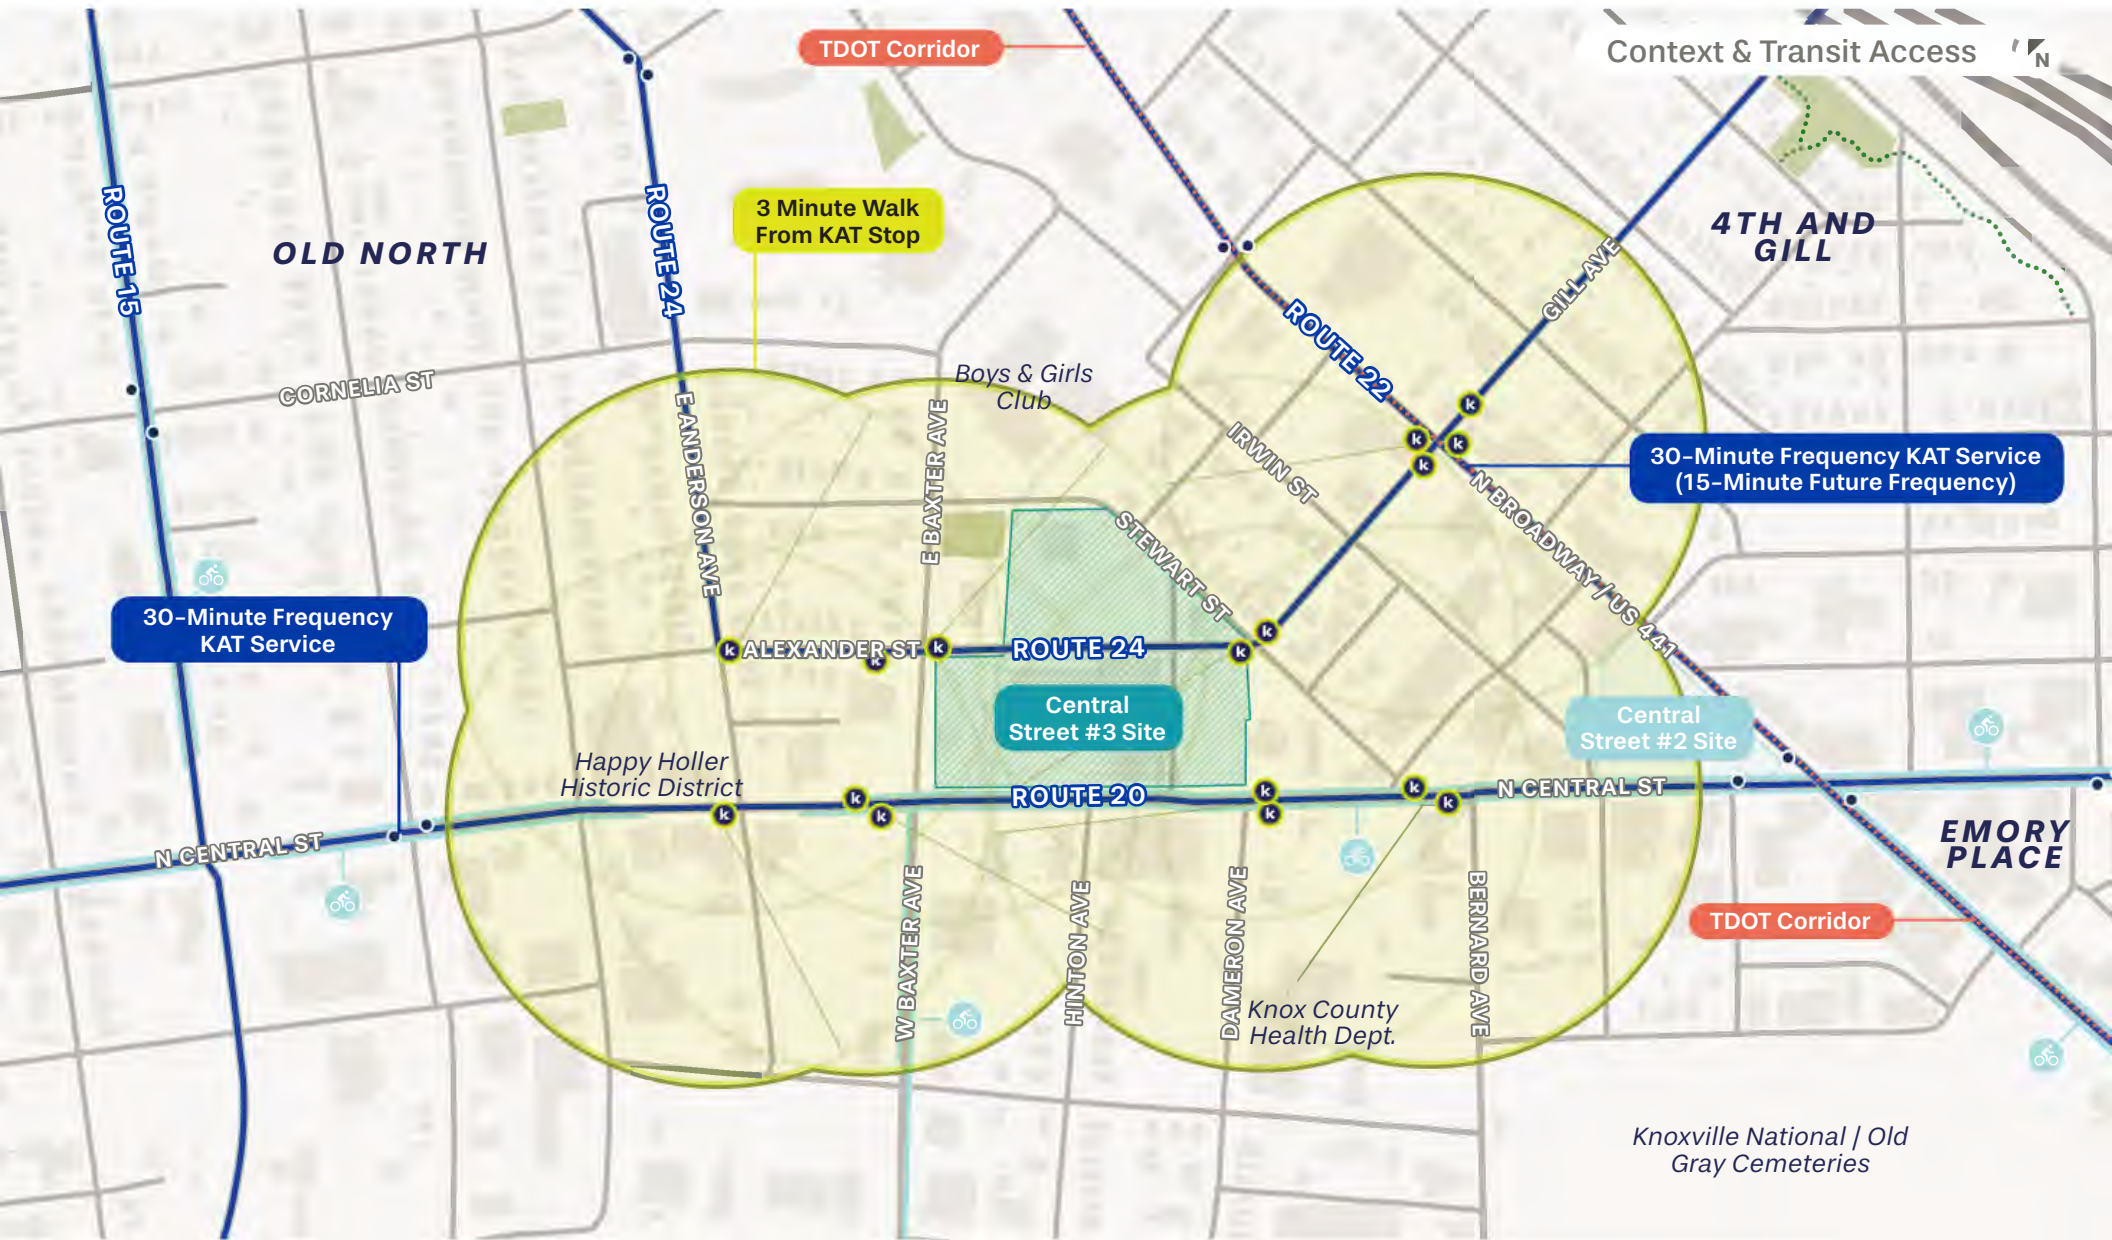 TDOT Corridor
Context & Transit Access
N
ROUTE 15
OLD NORTH
ROUTE 24
3 Minute Walk
From KAT Stop
4TH AND
GILL
GILL AVE
ROUTE 22
CORNELIA ST
Boys & Girls
Club
E ANDERSON AVE
E BAXTER AVE
IRWIN ST
k
k
k
k
30-Minute Frequency KAT Service
(15-Minute Future Frequency)
N BROADWAY / US 441
STEWART ST
30-Minute Frequency
KAT Service
k
ALEXANDER ST
k
k
ROUTE 24
k
k
Central
Street #3 Site
Central
Street #2 Site
Happy Holler
Historic District
k
k
k
ROUTE 20
k
k
k
k
N CENTRAL ST
N CENTRAL ST
EMORY
PLACE
W BAXTER AVE
HINTON AVE
DAMERON AVE
BERNARD AVE
TDOT Corridor
Knox County
Health Dept.
Knoxville National / Old
Gray Cemeteries